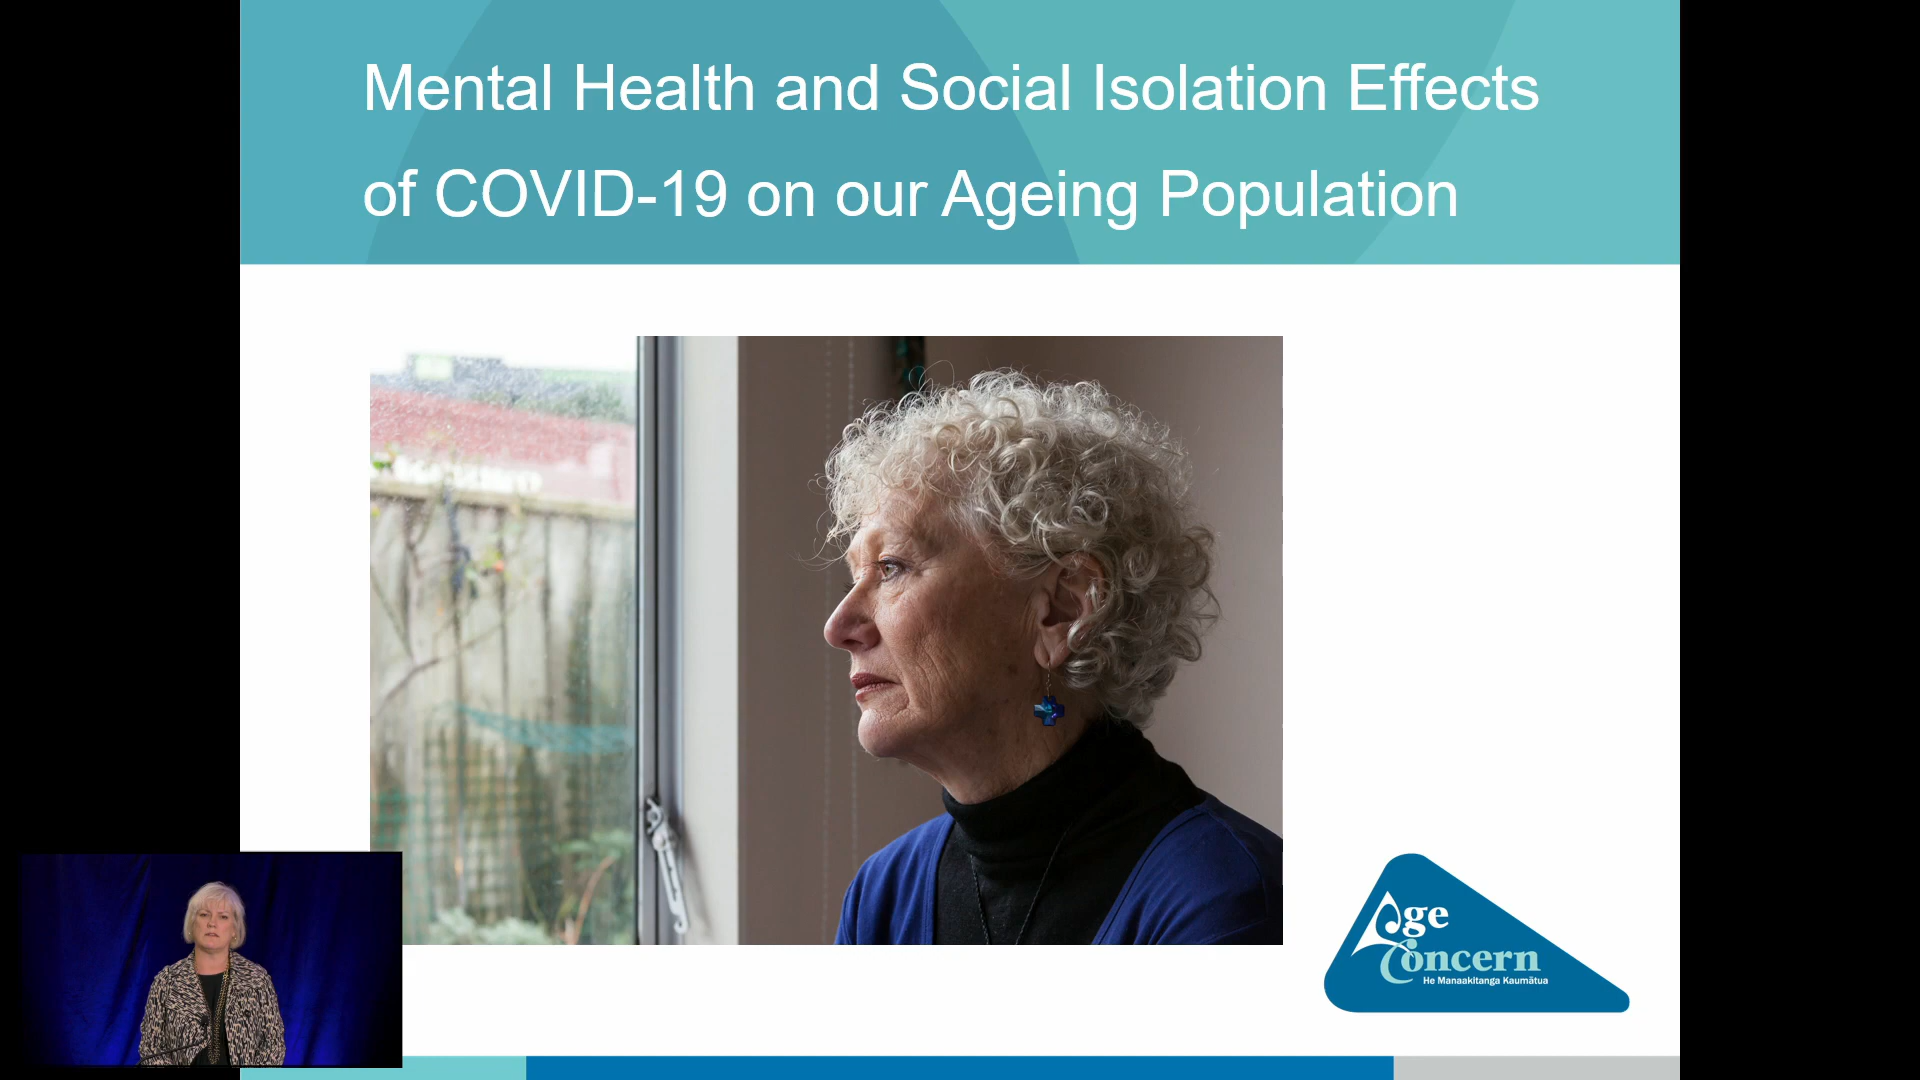 Mental Health and Social Isolation Effects
of COVID-19 on our Ageing Population
Age
Concern
He Manaakitanga Kaumātua